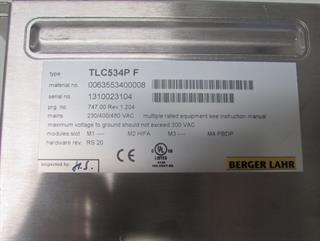 type TLC534P F
material no. 0063553400008
serial no. 1310023104
prg. no 747.00 Rev 1.204
mains 230/400/480 VAC multiple rated equipment see instruction manual
maximum voltage to ground should not exceed 300 VAC
modules slot M1 ---- M2 HIFA M3 ---- M4 PBDP
hardware rev. RS 20
inspected by
CE
UL
LISTED
BERGER LAHR